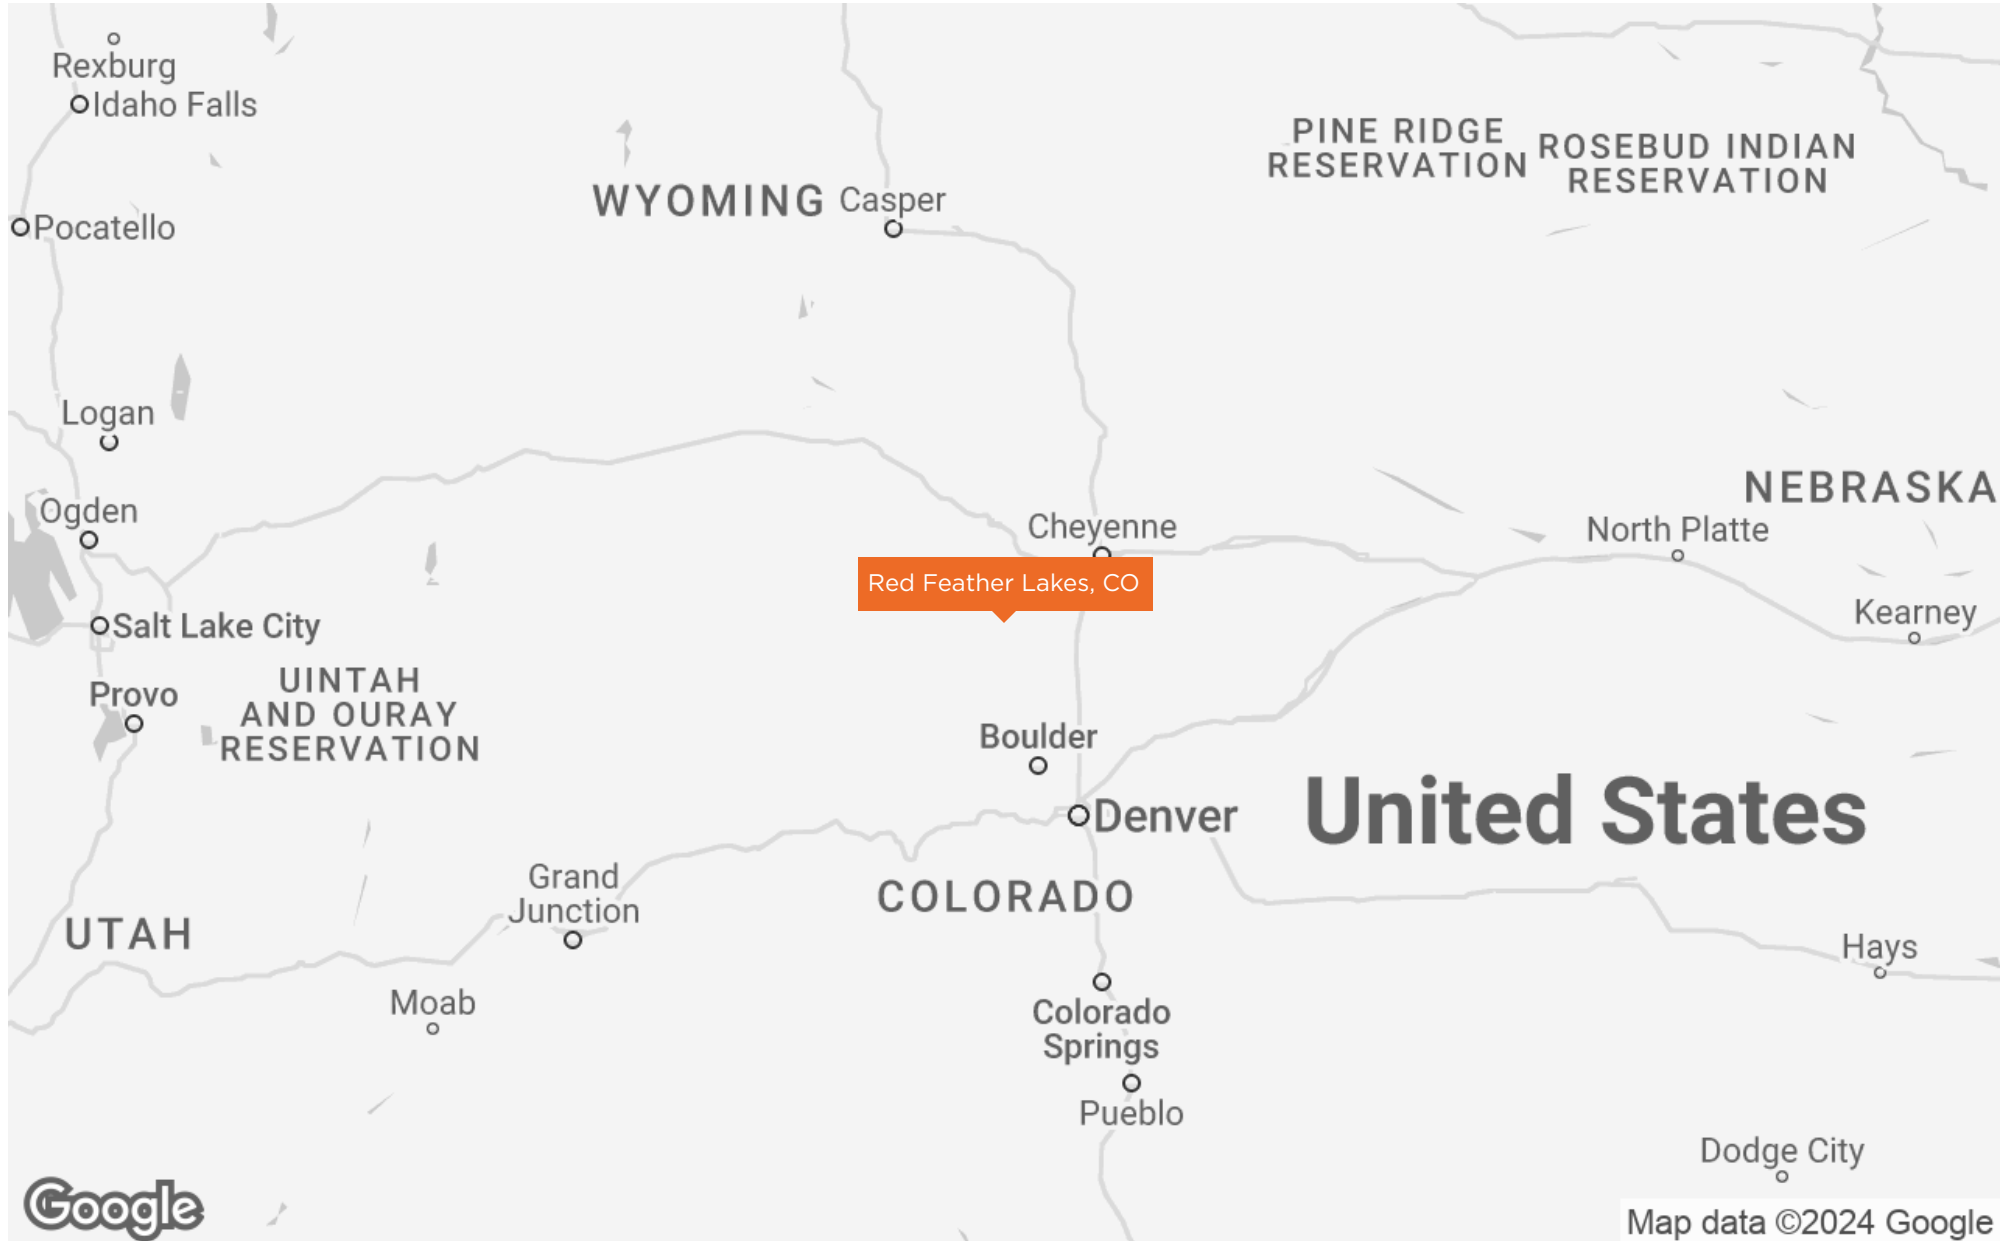 Rexburg
Idaho Falls
Pocatello
WYOMING
Casper
PINE RIDGE
RESERVATION
ROSEBUD INDIAN
RESERVATION
Logan
Ogden
Salt Lake City
Provo
UINTAH
AND OURAY
RESERVATION
Cheyenne
Red Feather Lakes, CO
NEBRASKA
North Platte
Kearney
Boulder
Denver
United States
Grand
Junction
COLORADO
UTAH
Moab
Colorado
Springs
Pueblo
Hays
Dodge City
Google
Map data ©2024 Google